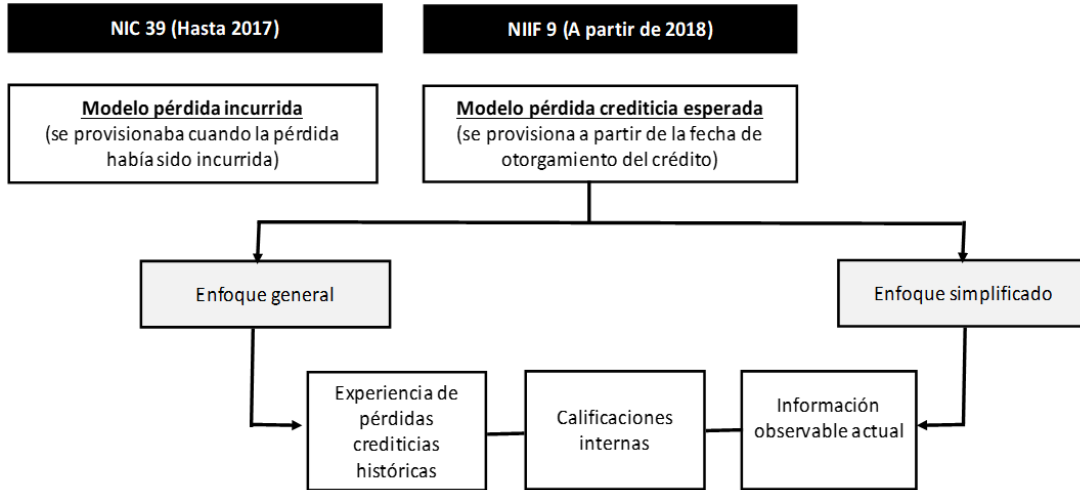 NIC 39 (Hasta 2017)
NIIF 9 (A partir de 2018)
Modelo pérdida incurrida
(se provisionaba cuando la pérdida
había sido incurrida)
Modelo pérdida crediticia esperada
(se provisiona a partir de la fecha de
otorgamiento del crédito)
Enfoque general
Enfoque simplificado
Experiencia de
pérdidas
crediticias
históricas
Calificaciones
internas
Información
observable actual